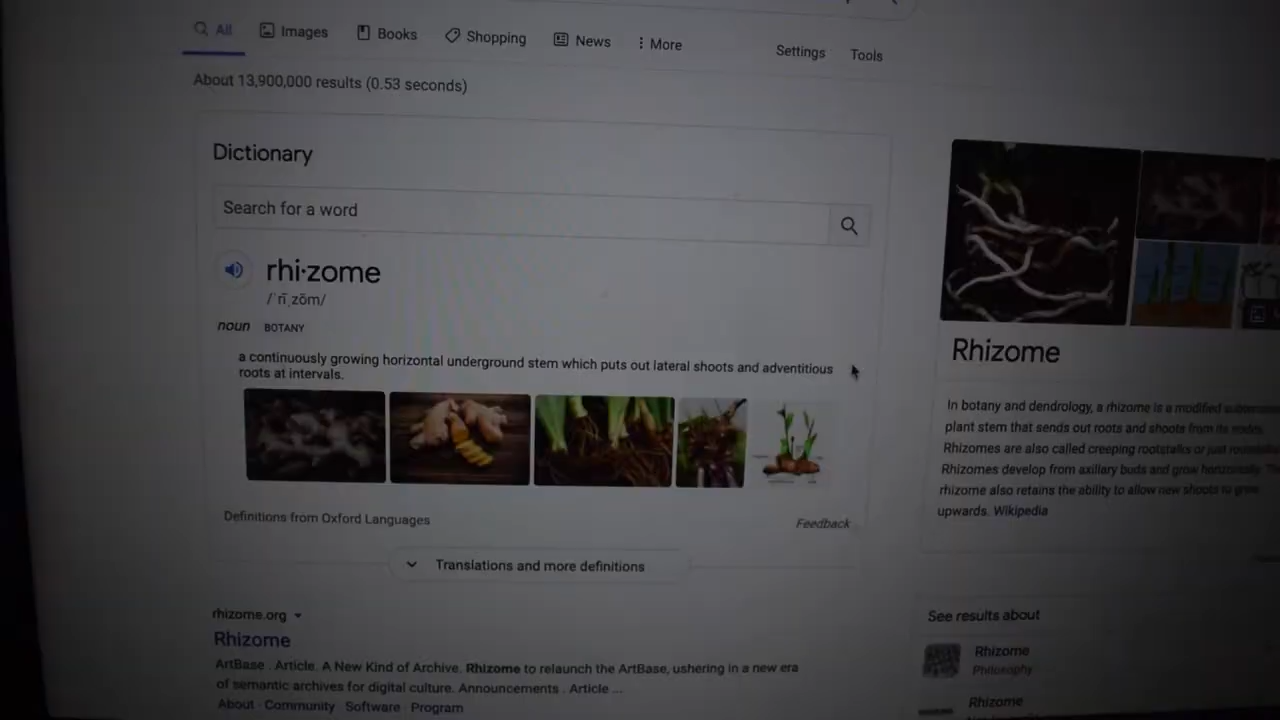 All
Images
Books
Shopping
News
More
Settings
Tools
About 13,900,000 results (0.53 seconds)
Dictionary
Search for a word
rhi·zome
/ˈrīˌzōm/
noun BOTANY
a continuously growing horizontal underground stem which puts out lateral shoots and adventitious
roots at intervals.
Definitions from Oxford Languages
Feedback
Translations and more definitions
rhizome.org
Rhizome
ArtBase . Article. A New Kind of Archive. Rhizome to relaunch the ArtBase, ushering in a new era
of semantic archives for digital culture. Announcements . Article ...
About · Community · Software · Program
Rhizome
In botany and dendrology, a rhizome is a modified
plant stem that sends out roots and shoots from its nodes.
Rhizomes are also called creeping rootstalks or just
Rhizomes develop from axillary buds and grow horizontally.
rhizome also retains the ability to allow new shoots to grow
upwards. Wikipedia
See results about
Rhizome
Philosophy
Rhizome